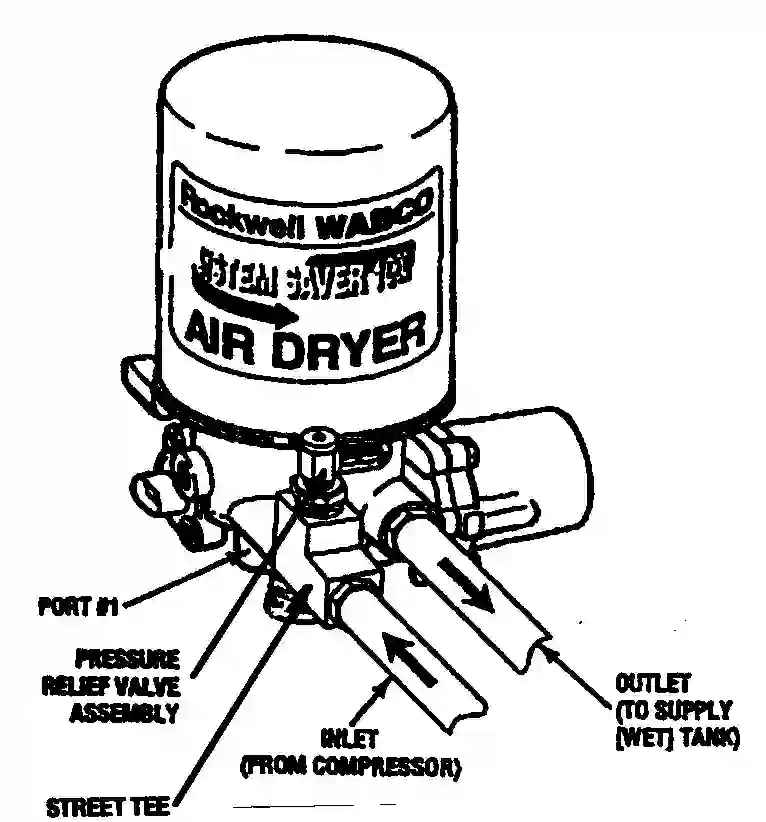 Rockwell WABCO
SYSTEM SAVER
AIR DRYER
PORT #1
PRESSURE
RELIEF VALVE
ASSEMBLY
STREET TEE
INLET
(FROM COMPRESSOR)
OUTLET
(TO SUPPLY
[WET] TANK)